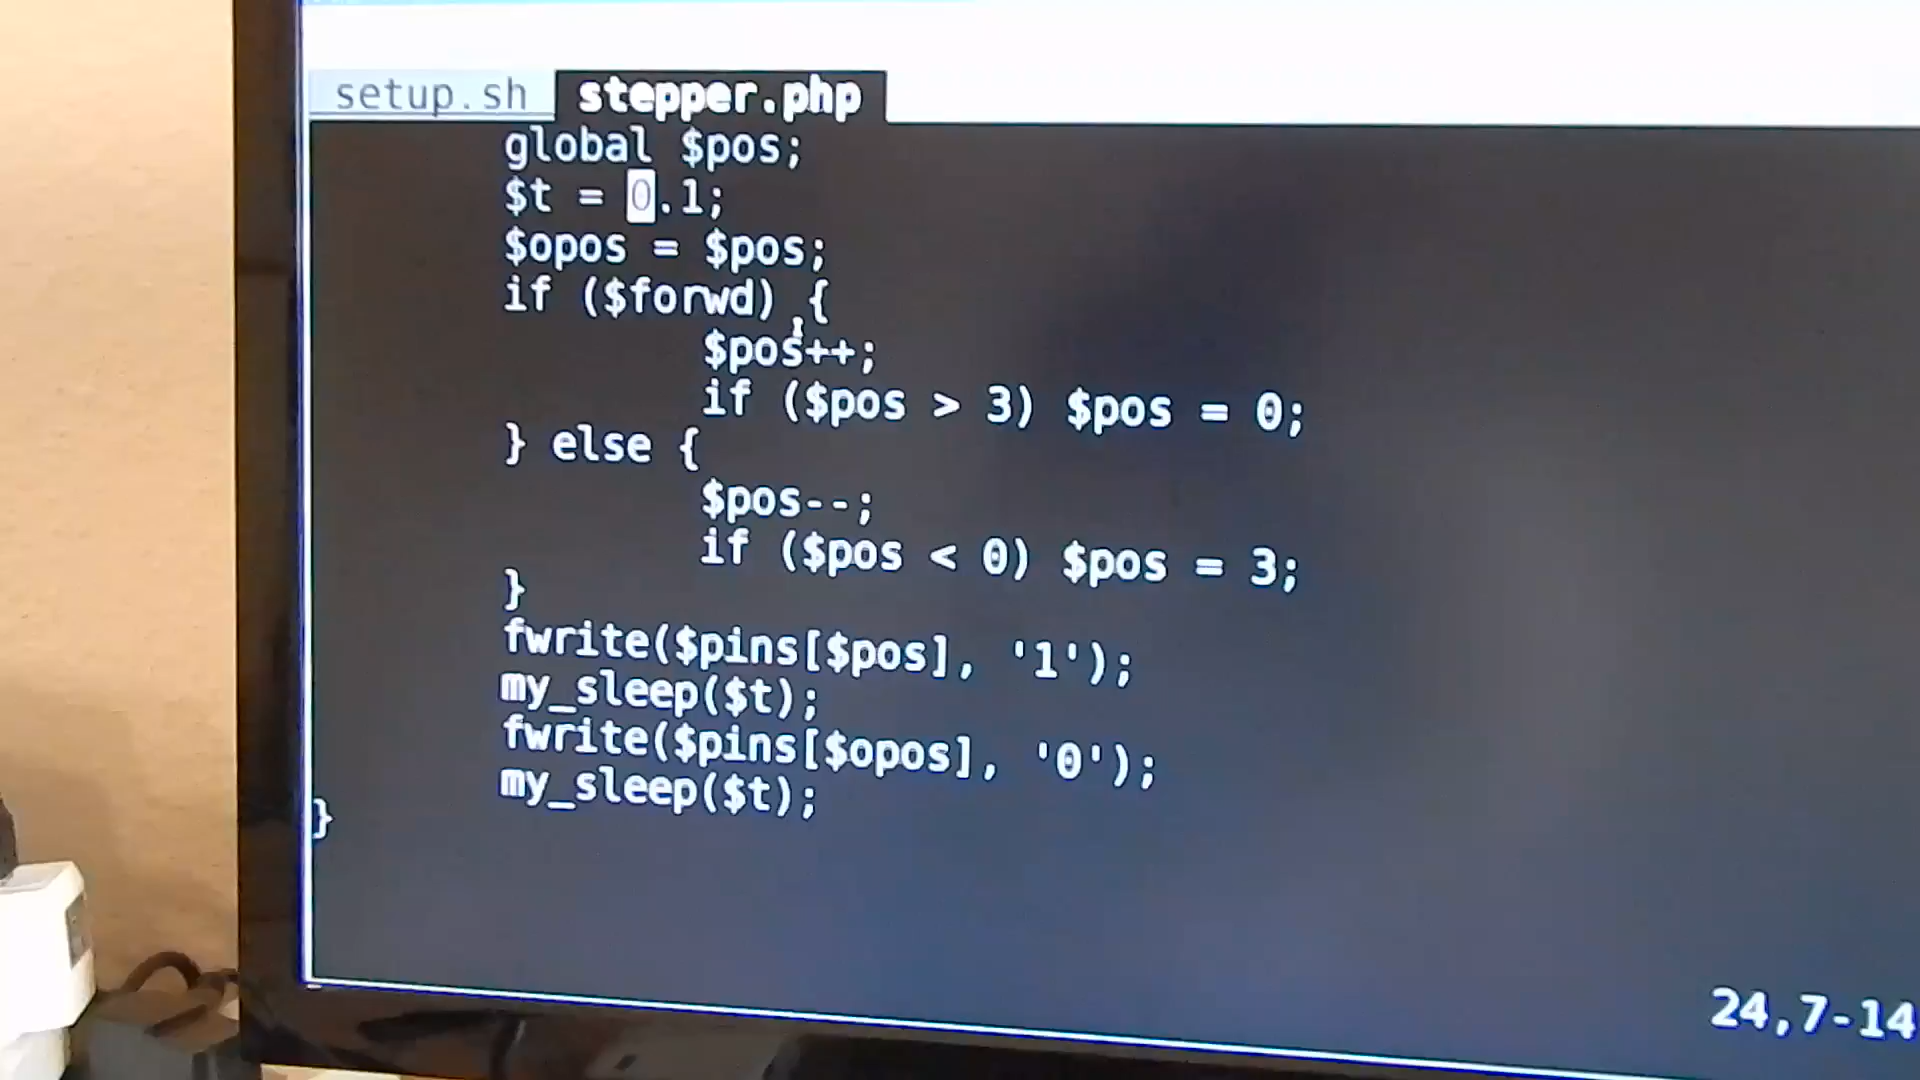 setup.sh stepper.php
global $pos;
$t = 0.1;
$opos = $pos;
if ($forwd) {
$pos++;
if ($pos > 3) $pos = 0;
} else {
$pos--;
if ($pos < 0) $pos = 3;
}
fwrite($pins[$pos], '1');
my_sleep($t);
fwrite($pins[$opos], '0');
my_sleep($t);
}
24,7-14